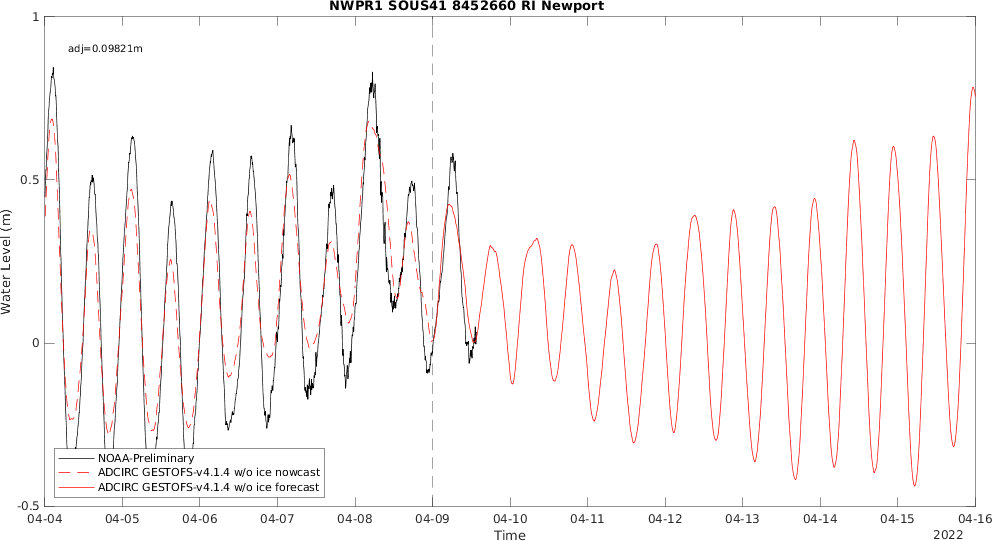 NWPR1 SOUS41 8452660 RI Newport
adj=0.09821m
Water Level (m)
1
0.5
0
-0.5
NOAA-Preliminary
ADCIRC GESTOFS-v4.1.4 w/o ice nowcast
ADCIRC GESTOFS-v4.1.4 w/o ice forecast
04-04 04-05 04-06 04-07 04-08 04-09 04-10 04-11 04-12 04-13 04-14 04-15 04-16
Time
2022